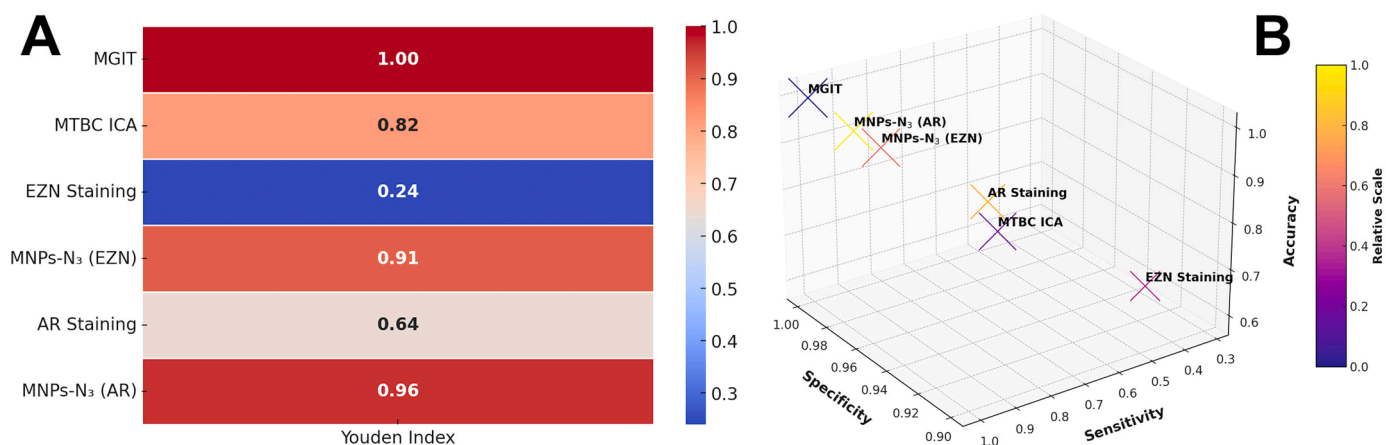 A
MGIT
MTBC ICA
EZN Staining
MNPs-N₃ (EZN)
AR Staining
MNPs-N₃ (AR)
1.00
0.82
0.24
0.91
0.64
0.96
Youden Index
1.0
0.9
0.8
0.7
0.6
0.5
0.4
0.3
B
MGIT
MNPs-N₃ (AR)
MNPs-N₃ (EZN)
AR Staining
MTBC ICA
EZN Staining
1.00
0.98
0.96
0.94
0.92
0.90
Specificity
1.0
0.9
0.8
0.7
0.6
0.5
0.4
0.3
Sensitivity
1.0
0.9
0.8
0.7
0.6
Accuracy
1.0
0.8
0.6
0.4
0.2
0.0
Relative Scale